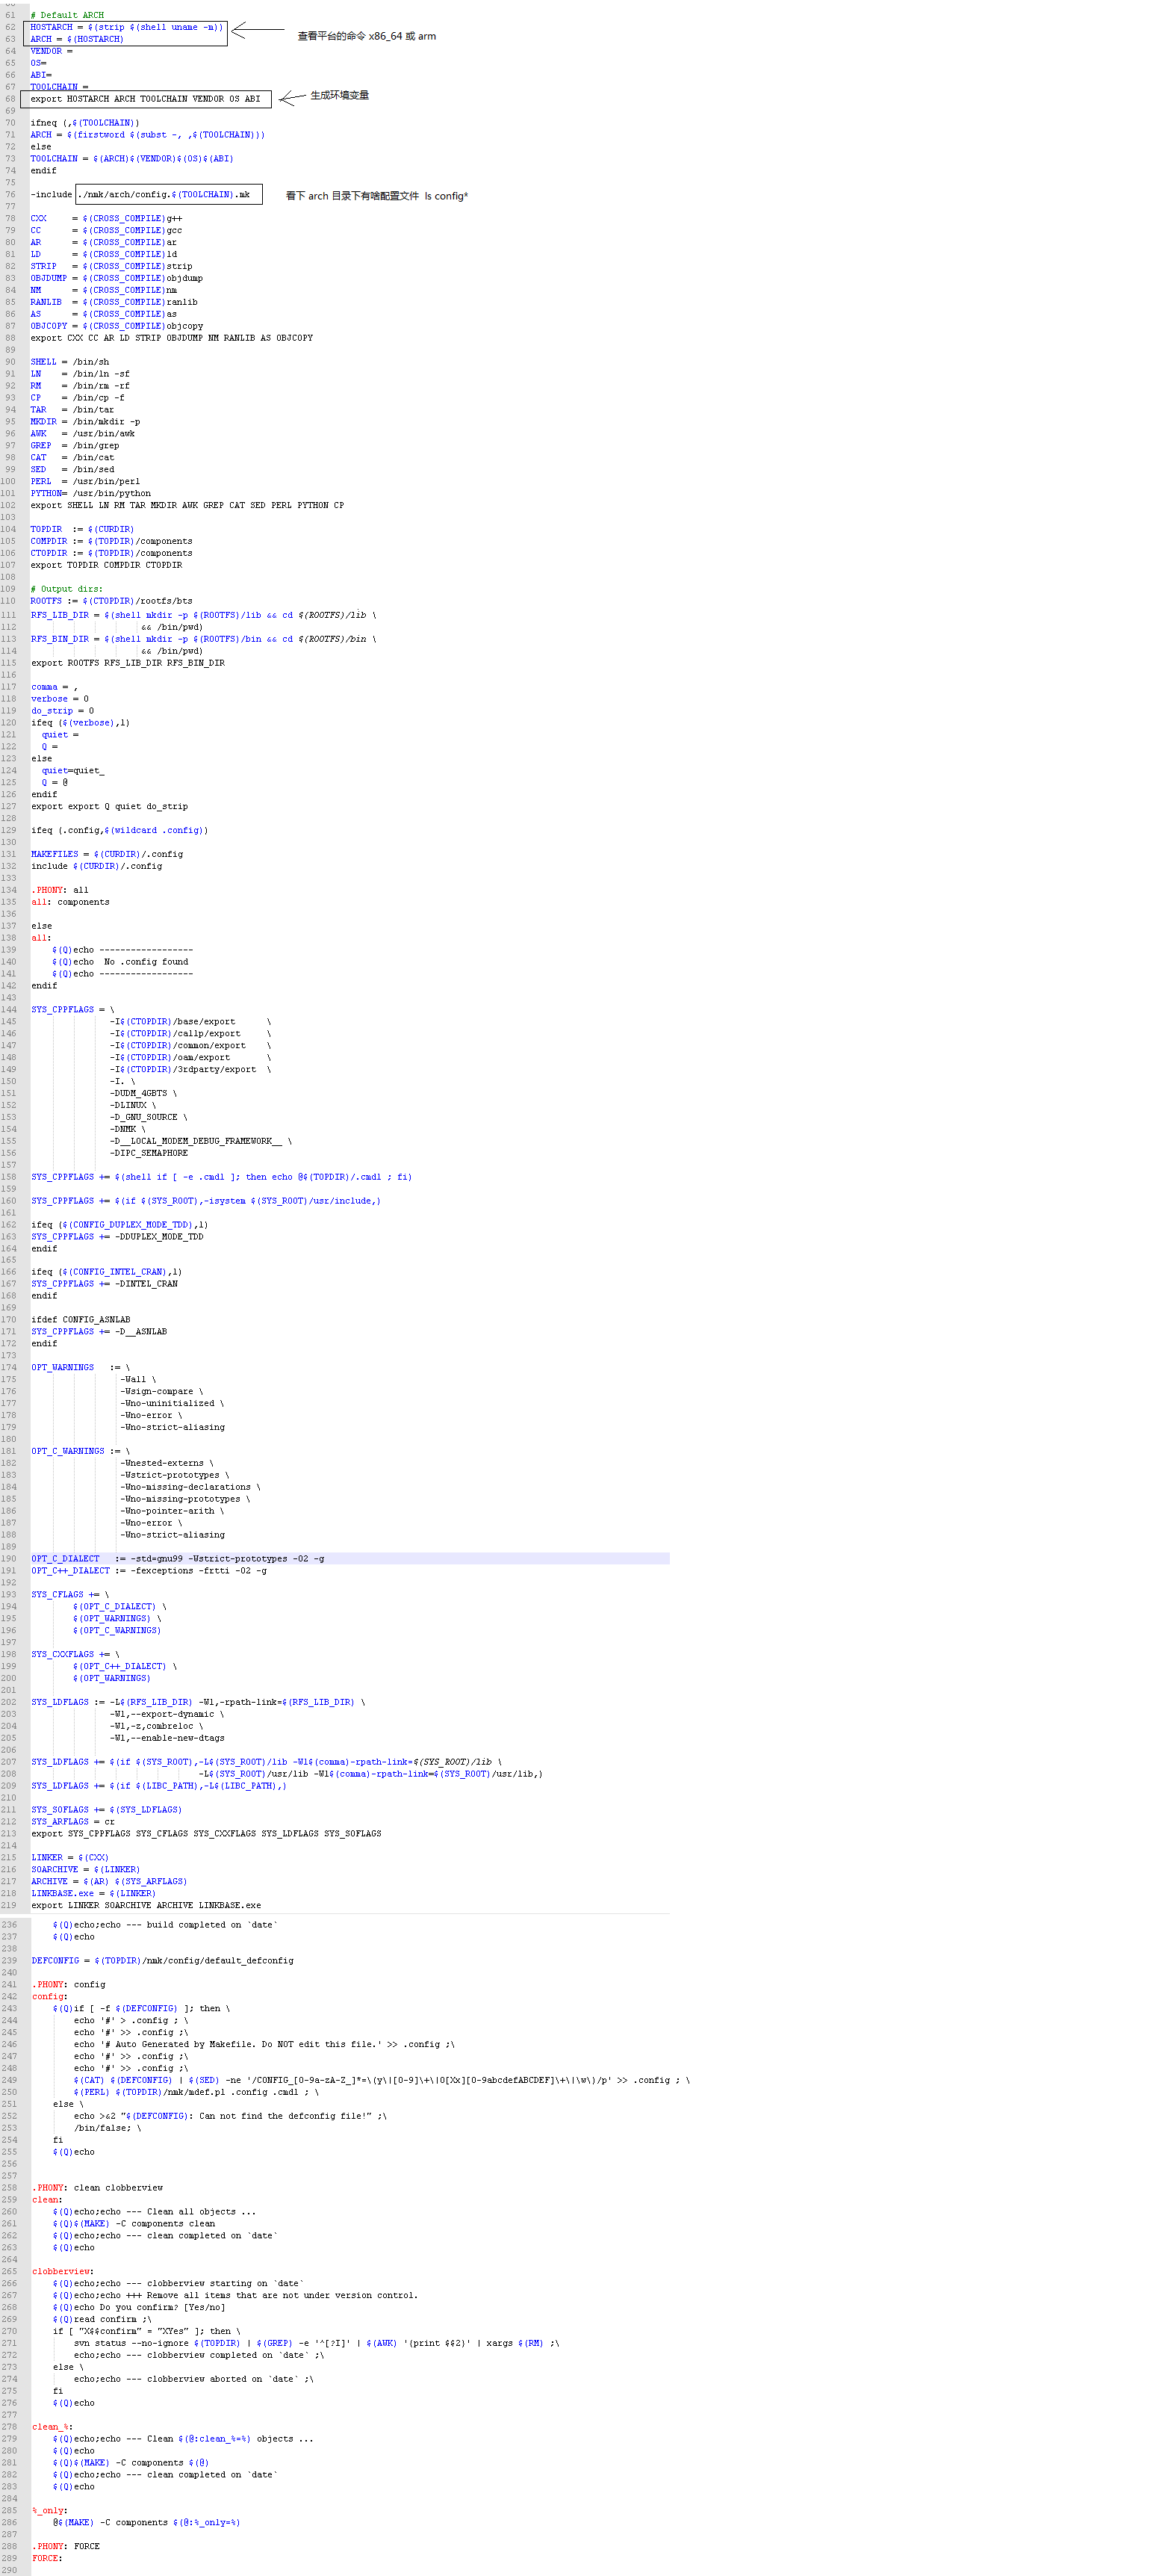 61 # Default ARCH
62 HOSTARCH = $(strip $(shell uname -m))
查看平台的命令 x86_64 或 arm
63 ARCH = $(HOSTARCH)
64 VENDOR =
65 OS=
66 ABI=
67 TOOLCHAIN =
生成环境变量
68 export HOSTARCH ARCH TOOLCHAIN VENDOR OS ABI
69
70 ifneq (,$(TOOLCHAIN))
71 ARCH = $(firstword $(subst -, ,$(TOOLCHAIN)))
72 else
73 TOOLCHAIN = $(ARCH)$(VENDOR)$(OS)$(ABI)
74 endif
75
76 -include ./nmk/arch/config.$(TOOLCHAIN).mk 看下 arch 目录下有啥配置文件 ls config*
77
78 CXX = $(CROSS_COMPILE)g++
79 CC = $(CROSS_COMPILE)gcc
80 AR = $(CROSS_COMPILE)ar
81 LD = $(CROSS_COMPILE)ld
82 STRIP = $(CROSS_COMPILE)strip
83 OBJDUMP = $(CROSS_COMPILE)objdump
84 NM = $(CROSS_COMPILE)nm
85 RANLIB = $(CROSS_COMPILE)ranlib
86 AS = $(CROSS_COMPILE)as
87 OBJCOPY = $(CROSS_COMPILE)objcopy
88 export CXX CC AR LD STRIP OBJDUMP NM RANLIB AS OBJCOPY
89
90 SHELL = /bin/sh
91 LN = /bin/ln -sf
92 RM = /bin/rm -rf
93 CP = /bin/cp -f
94 TAR = /bin/tar
95 MKDIR = /bin/mkdir -p
96 AWK = /usr/bin/awk
97 GREP = /bin/grep
98 CAT = /bin/cat
99 SED = /bin/sed
100 PERL = /usr/bin/perl
101 PYTHON= /usr/bin/python
102 export SHELL LN RM TAR MKDIR AWK GREP CAT SED PERL PYTHON CP
103
104 TOPDIR := $(CURDIR)
105 COMPDIR := $(TOPDIR)/components
106 CTOPDIR := $(TOPDIR)/components
107 export TOPDIR COMPDIR CTOPDIR
108
109 # Output dirs:
110 ROOTFS := $(CTOPDIR)/rootfs/bts
111 RFS_LIB_DIR = $(shell mkdir -p $(ROOTFS)/lib && cd $(ROOTFS)/lib \
112 && /bin/pwd)
113 RFS_BIN_DIR = $(shell mkdir -p $(ROOTFS)/bin && cd $(ROOTFS)/bin \
114 && /bin/pwd)
115 export ROOTFS RFS_LIB_DIR RFS_BIN_DIR
116
117 comma = ,
118 verbose = 0
119 do_strip = 0
120 ifeq ($(verbose),1)
121 quiet =
122 Q =
123 else
124 quiet=quiet_
125 Q = @
126 endif
127 export export Q quiet do_strip
128
129 ifeq (.config,$(wildcard .config))
130
131 MAKEFILES = $(CURDIR)/.config
132 include $(CURDIR)/.config
133
134 .PHONY: all
135 all: components
136
137 else
138 all:
139 $(Q)echo ------------------
140 $(Q)echo No .config found
141 $(Q)echo ------------------
142 endif
143
144 SYS_CPPFLAGS = \
145 -I$(CTOPDIR)/base/export \
146 -I$(CTOPDIR)/callp/export \
147 -I$(CTOPDIR)/common/export \
148 -I$(CTOPDIR)/oam/export \
149 -I$(CTOPDIR)/3rdparty/export \
150 -I. \
151 -DUDM_4GBTS \
152 -DLINUX \
153 -D_GNU_SOURCE \
154 -DNMK \
155 -D__LOCAL_MODEM_DEBUG_FRAMEWORK__ \
156 -DIPC_SEMAPHORE
157
158 SYS_CPPFLAGS += $(shell if [ -e .cmdl ]; then echo @$(TOPDIR)/.cmdl ; fi)
159
160 SYS_CPPFLAGS += $(if $(SYS_ROOT),-isystem $(SYS_ROOT)/usr/include,)
161
162 ifeq ($(CONFIG_DUPLEX_MODE_TDD),1)
163 SYS_CPPFLAGS += -DDUPLEX_MODE_TDD
164 endif
165
166 ifeq ($(CONFIG_INTEL_CRAN),1)
167 SYS_CPPFLAGS += -DINTEL_CRAN
168 endif
169
170 ifdef CONFIG_ASNLAB
171 SYS_CPPFLAGS += -D__ASNLAB
172 endif
173
174 OPT_WARNINGS := \
175 -Wall \
176 -Wsign-compare \
177 -Wno-uninitialized \
178 -Wno-error \
179 -Wno-strict-aliasing
180
181 OPT_C_WARNINGS := \
182 -Wnested-externs \
183 -Wstrict-prototypes \
184 -Wno-missing-declarations \
185 -Wno-missing-prototypes \
186 -Wno-pointer-arith \
187 -Wno-error \
188 -Wno-strict-aliasing
189
190 OPT_C_DIALECT := -std=gnu99 -Wstrict-prototypes -O2 -g
191 OPT_C++_DIALECT := -fexceptions -frtti -O2 -g
192
193 SYS_CFLAGS += \
194 $(OPT_C_DIALECT) \
195 $(OPT_WARNINGS) \
196 $(OPT_C_WARNINGS)
197
198 SYS_CXXFLAGS += \
199 $(OPT_C++_DIALECT) \
200 $(OPT_WARNINGS)
201
202 SYS_LDFLAGS := -L$(RFS_LIB_DIR) -Wl,-rpath-link=$(RFS_LIB_DIR) \
203 -Wl,--export-dynamic \
204 -Wl,-z,combreloc \
205 -Wl,--enable-new-dtags
206
207 SYS_LDFLAGS += $(if $(SYS_ROOT),-L$(SYS_ROOT)/lib -Wl$(comma)-rpath-link=$(SYS_ROOT)/lib \
208 -L$(SYS_ROOT)/usr/lib -Wl$(comma)-rpath-link=$(SYS_ROOT)/usr/lib,)
209 SYS_LDFLAGS += $(if $(LIBC_PATH),-L$(LIBC_PATH),)
210
211 SYS_SOFLAGS += $(SYS_LDFLAGS)
212 SYS_ARFLAGS = cr
213 export SYS_CPPFLAGS SYS_CFLAGS SYS_CXXFLAGS SYS_LDFLAGS SYS_SOFLAGS
214
215 LINKER = $(CXX)
216 SOARCHIVE = $(LINKER)
217 ARCHIVE = $(AR) $(SYS_ARFLAGS)
218 LINKBASE.exe = $(LINKER)
219 export LINKER SOARCHIVE ARCHIVE LINKBASE.exe
236 $(Q)echo;echo --- build completed on `date`
237 $(Q)echo
238
239 DEFCONFIG = $(TOPDIR)/nmk/config/default_defconfig
240
241 .PHONY: config
242 config:
243 $(Q)if [ -f $(DEFCONFIG) ]; then \
244 echo '#' > .config ; \
245 echo '#' >> .config ;\
246 echo '# Auto Generated by Makefile. Do NOT edit this file.' >> .config ;\
247 echo '#' >> .config ;\
248 echo '#' >> .config ;\
249 $(CAT) $(DEFCONFIG) | $(SED) -ne '/CONFIG_[0-9a-zA-Z_]*=\(y\|[0-9]\+\|0[Xx][0-9abcdefABCDEF]\+\|\w\)/p' >> .config ; \
250 $(PERL) $(TOPDIR)/nmk/mdef.pl .config .cmdl ; \
251 else \
252 echo >&2 "$(DEFCONFIG): Can not find the defconfig file!" ;\
253 /bin/false; \
254 fi
255 $(Q)echo
256
257
258 .PHONY: clean clobberview
259 clean:
260 $(Q)echo;echo --- Clean all objects ...
261 $(Q)$(MAKE) -C components clean
262 $(Q)echo;echo --- clean completed on `date`
263 $(Q)echo
264
265 clobberview:
266 $(Q)echo;echo --- clobberview starting on `date`
267 $(Q)echo;echo +++ Remove all items that are not under version control.
268 $(Q)echo Do you confirm? [Yes/no]
269 $(Q)read confirm ;\
270 if [ "X$$confirm" = "XYes" ]; then \
271 svn status --no-ignore $(TOPDIR) | $(GREP) -e '^[?I]' | $(AWK) '{print $$2}' | xargs $(RM) ;\
272 echo;echo --- clobberview completed on `date` ;\
273 else \
274 echo;echo --- clobberview aborted on `date` ;\
275 fi
276 $(Q)echo
277
278 clean_%:
279 $(Q)echo;echo --- Clean $(@:clean_%=%) objects ...
280 $(Q)echo
281 $(Q)$(MAKE) -C components $(@)
282 $(Q)echo;echo --- clean completed on `date`
283 $(Q)echo
284
285 %_only:
286 @$(MAKE) -C components $(@:%_only=%)
287
288 .PHONY: FORCE
289 FORCE:
290